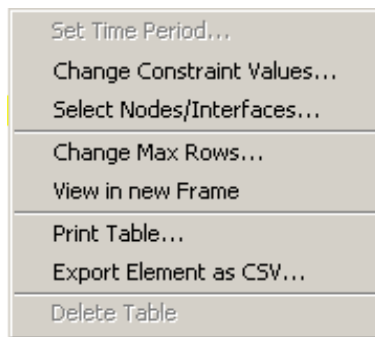 Set Time Period...
Change Constraint Values...
Select Nodes/Interfaces...
Change Max Rows...
View in new Frame
Print Table...
Export Element as CSV...
Delete Table